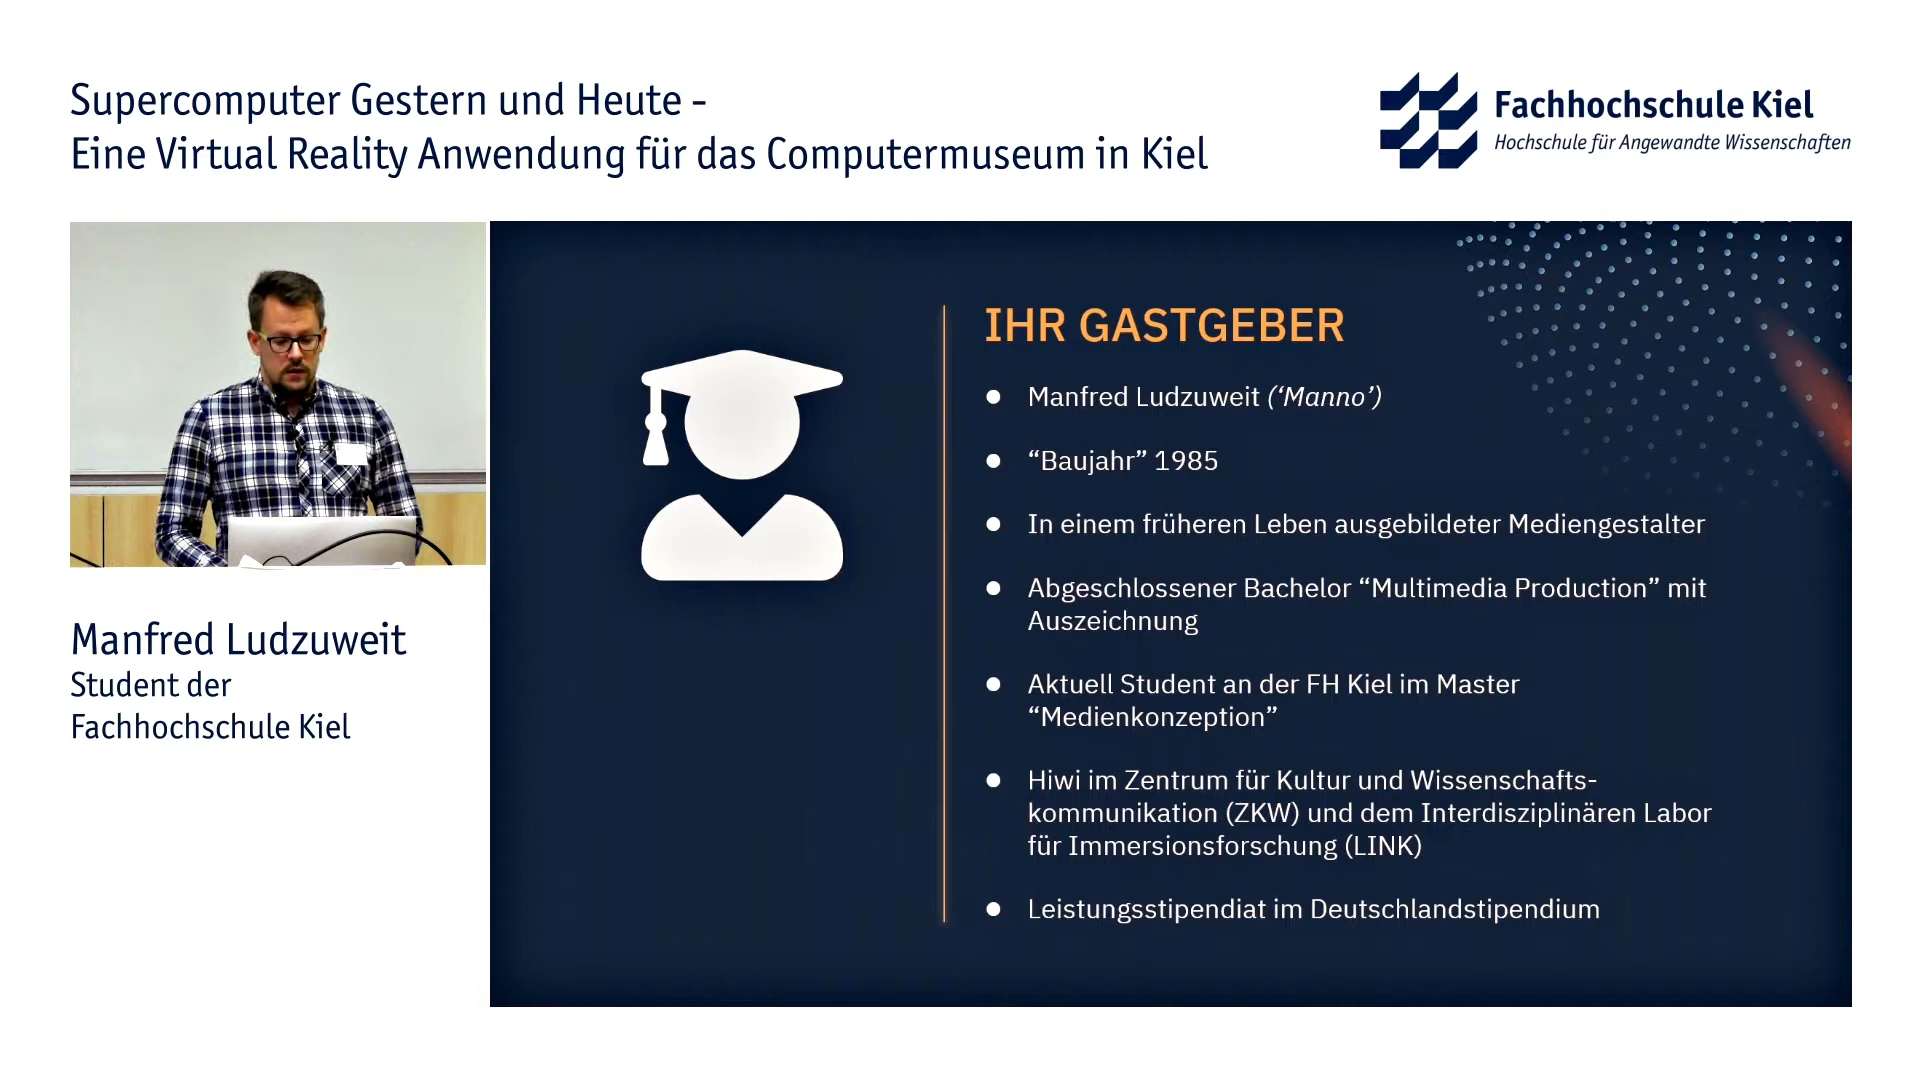 Supercomputer Gestern und Heute -
Eine Virtual Reality Anwendung für das Computermuseum in Kiel
Fachhochschule Kiel
Hochschule für Angewandte Wissenschaften
IHR GASTGEBER
● Manfred Ludzuweit (‘Manno’)
● “Baujahr” 1985
● In einem früheren Leben ausgebildeter Mediengestalter
● Abgeschlossener Bachelor “Multimedia Production” mit
Auszeichnung
● Aktuell Student an der FH Kiel im Master
“Medienkonzeption”
● Hiwi im Zentrum für Kultur und Wissenschafts-
kommunikation (ZKW) und dem Interdisziplinären Labor
für Immersionsforschung (LINK)
● Leistungsstipendiat im Deutschlandstipendium
Manfred Ludzuweit
Student der
Fachhochschule Kiel